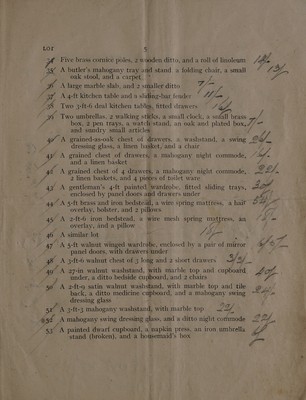 LOT 5
34 Five brass cornice poles, 2 wooden ditto, and a roll of linoleum
35 A butler's mahogany tray and stand a folding chair, a small
oak stool, and a carpet
36 A large marble slab, and 2 smaller ditto
37 A 4-ft kitchen table and a sliding-bar fender
38 Two 3-ft-6 deal kitchen tables, fitted drawers
39 Two umbrellas, 2 walking sticks, a small clock, a small brass
box, 2 pen trays, a watch stand, an oak and plated box,
and sundry small articles
40 A grained-as-oak chest of drawers, a washstand, a swing
dressing glass, a linen basket, and a chair
41 A grained chest of drawers, a mahogany night commode,
and a linen basket
42 A grained chest of 4 drawers, a mahogany night commode,
2 linen baskets, and 4 pieces of toilet ware
43 A gentleman's 4-ft painted wardrobe, fitted sliding trays,
enclosed by panel doors and drawers under
44 A 5-ft brass and iron bedstead, a wire spring mattress, a half
overlay, bolster, and 2 pillows
45 A 2-ft-6 iron bedstead, a wire mesh spring mattress, an
overlay, and a pillow
46 A similar lot
47 A 5-ft walnut winged wardrobe, enclosed by a pair of mirror
panel doors, with drawers under
48 A 3-ft-6 walnut chest of 3 long and 2 short drawers
49 A 27-in walnut washstand, with marble top and cupboard
under, a ditto bedside cupboard, and 2 chairs
50 A 2-ft-9 satin walnut washstand, with marble top and tile
back, a ditto medicine cupboard, and a mahogany swing
dressing glass
51 A 3-ft-3 mahogany washstand, with marble top
52 A mahogany swing dressing glass, and a ditto night commode
53 A painted dwarf cupboard, a napkin press, an iron umbrella
stand (broken), and a housemaid's box